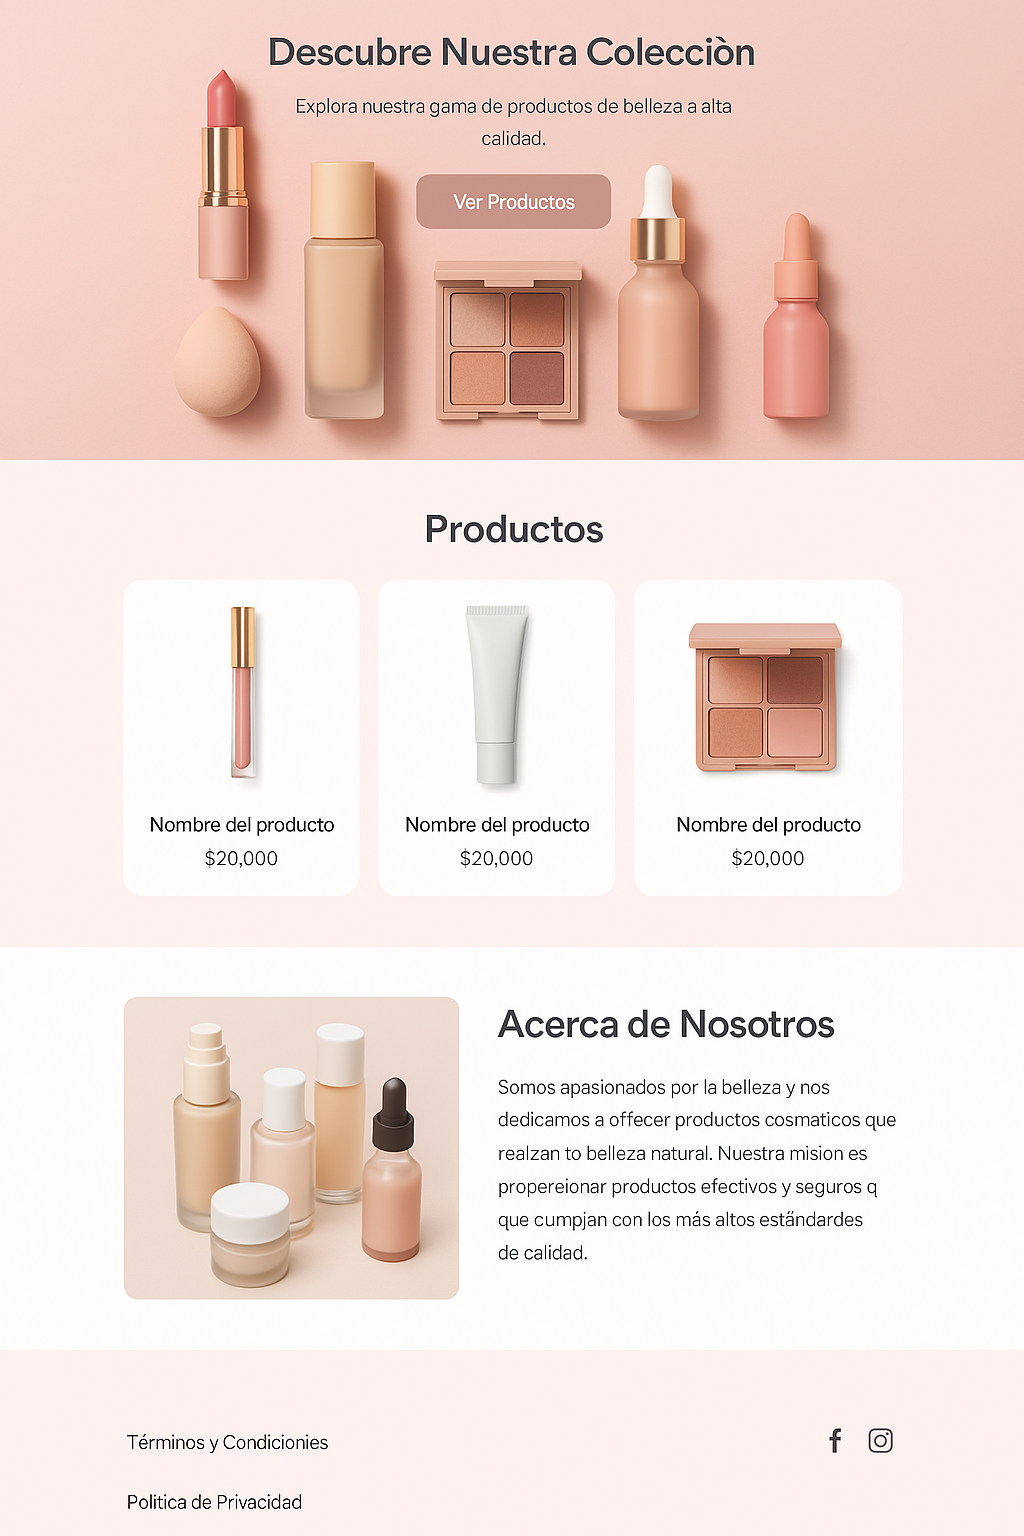 Descubre Nuestra Colecciòn
Explora nuestra gama de productos de belleza a alta
calidad.
Ver Productos
Productos
Nombre del producto
$20,000
Nombre del producto
$20,000
Nombre del producto
$20,000
Acerca de Nosotros
Somos apasionados por la belleza y nos
dedicamos a offecer productos cosmaticos que
realzan to belleza natural. Nuestra mision es
propereionar productos efectivos y seguros q
que cumpjan con los más altos estándardes
de calidad.
Términos y Condicionies
Politica de Privacidad